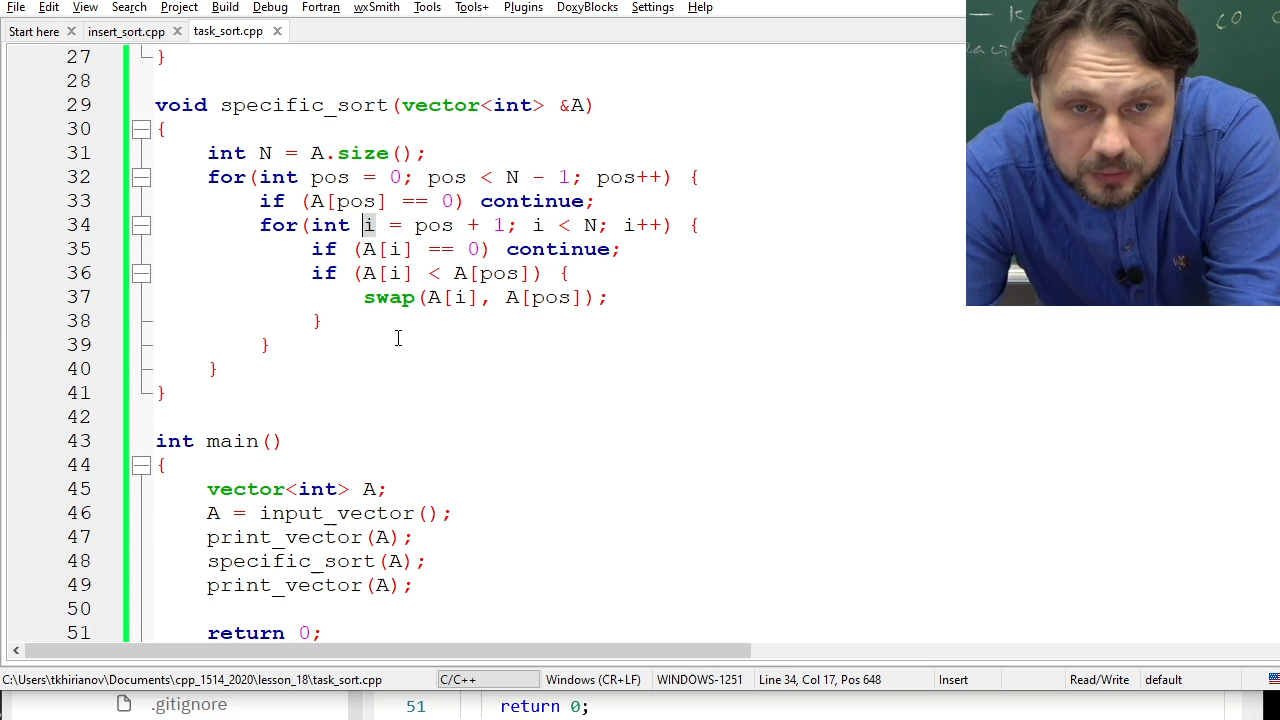 File Edit View Search Project Build Debug Fortran wxSmith Tools Tools+ Plugins DoxyBlocks Settings Help
Start here insert_sort.cpp task_sort.cpp
27 }
28
29 void specific_sort(vector<int> &A)
30 {
31 int N = A.size();
32 for(int pos = 0; pos < N - 1; pos++) {
33 if (A[pos] == 0) continue;
34 for(int i = pos + 1; i < N; i++) {
35 if (A[i] == 0) continue;
36 if (A[i] < A[pos]) {
37 swap(A[i], A[pos]);
38 }
39 }
40 }
41 }
42
43 int main()
44 {
45 vector<int> A;
46 A = input_vector();
47 print_vector(A);
48 specific_sort(A);
49 print_vector(A);
50
51 return 0;
C:\Users\tkhirianov\Documents\cpp_1514_2020\lesson_18\task_sort.cpp C/C++ Windows (CR+LF) WINDOWS-1251 Line 34, Col 17, Pos 648 Insert Read/Write default
.gitignore 51 return 0;